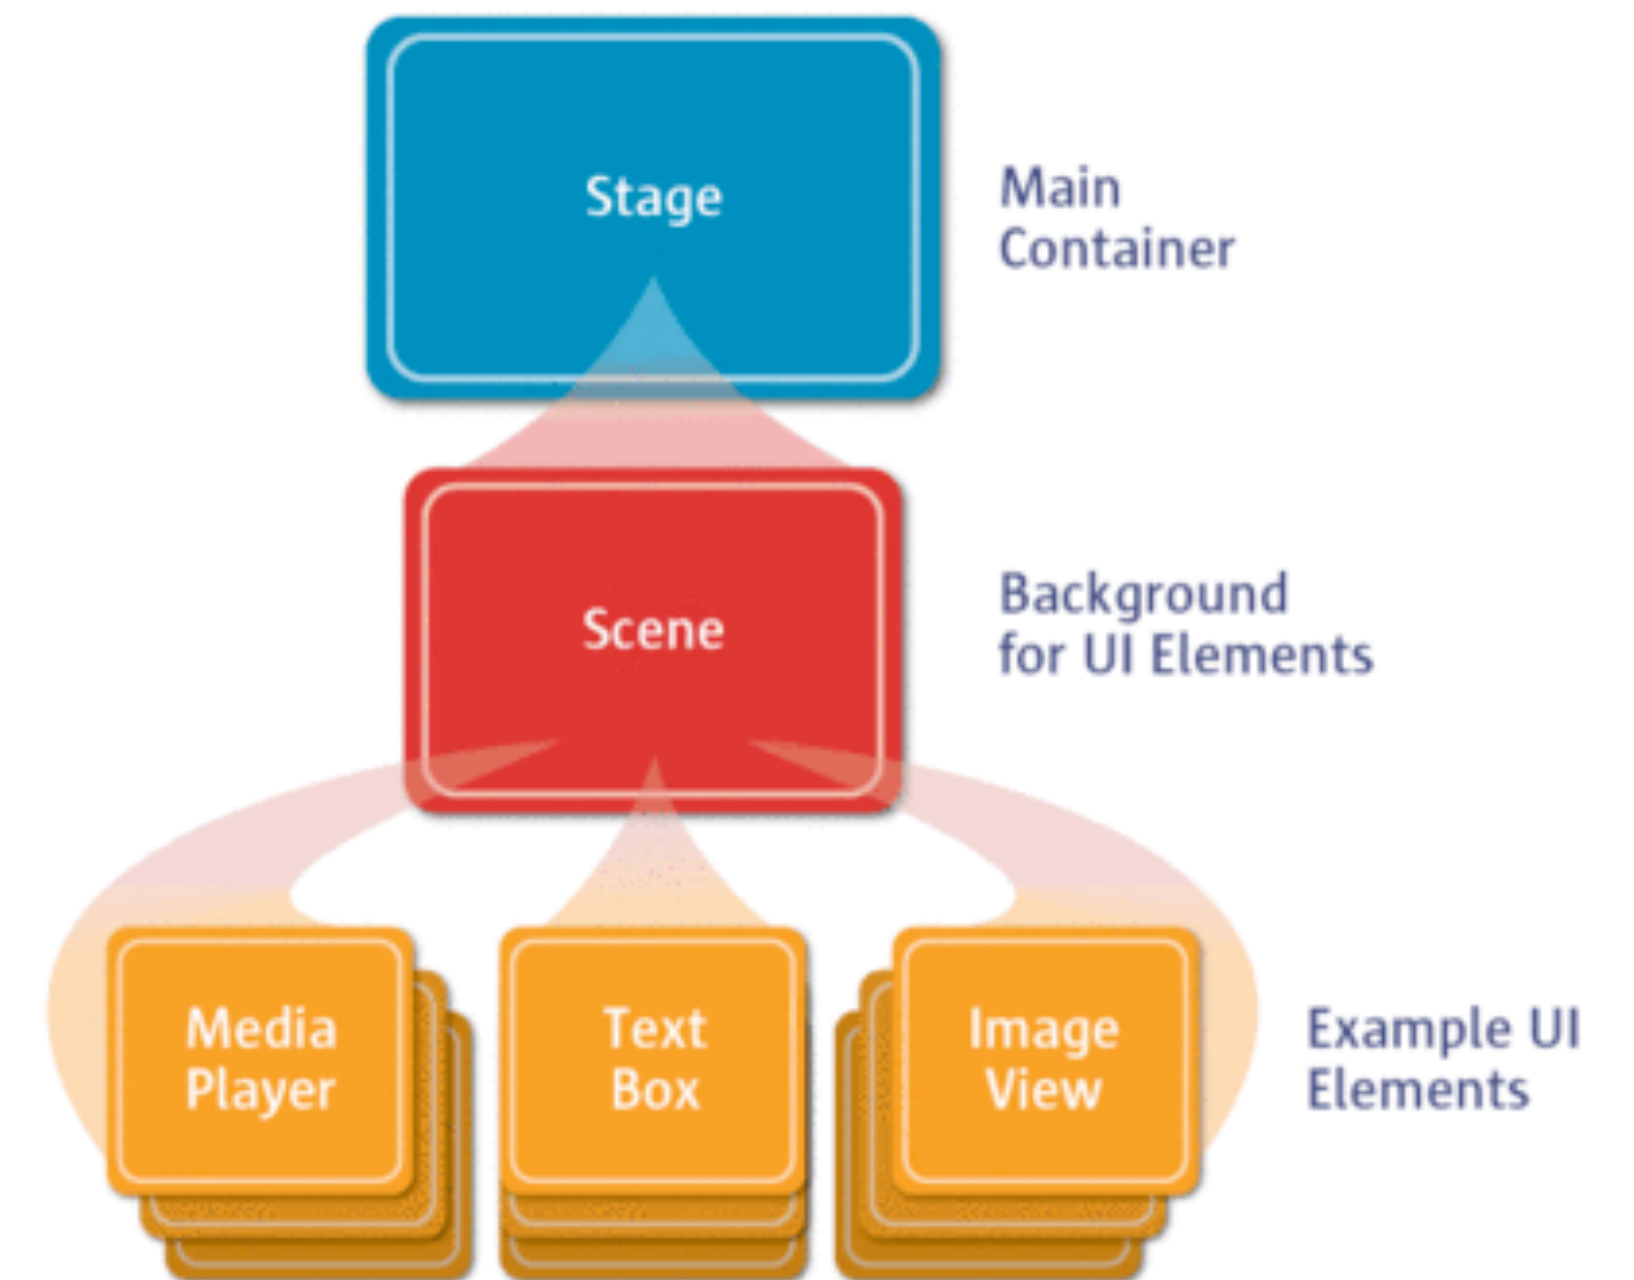 Stage
Main
Container
Scene
Background
for UI Elements
Media
Player
Text
Box
Image
View
Example UI
Elements